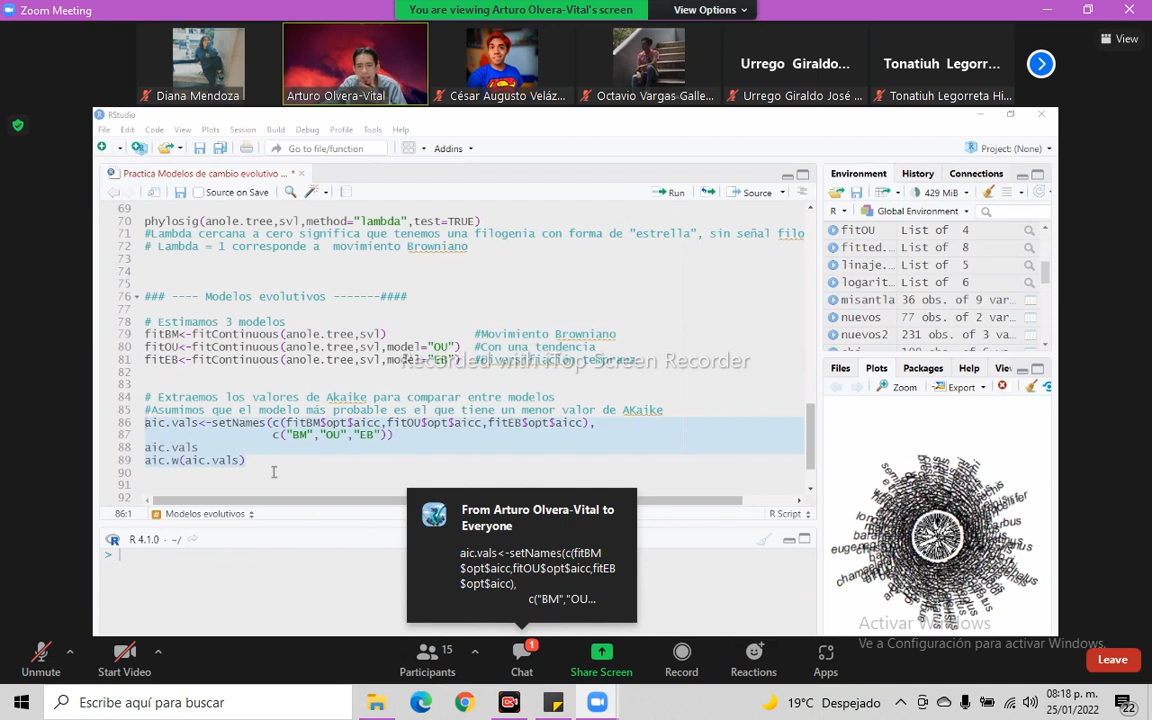 Zoom Meeting
You are viewing Arturo Olvera-Vital's screen
View Options
View
Diana Mendoza
Arturo Olvera-Vital
César Augusto Veláz...
Octavio Vargas-Galle...
Urrego Giraldo...
Urrego Giraldo José ...
Tonatiuh Legorr...
Tonatiuh Legorreta Hi...
RStudio
File Edit Code View Plots Session Build Debug Profile Tools Help
Go to file/function
Addins
Project: (None)
Practica Modelos de cambio evolutivo ... *
Source on Save
Run
Source
69
70 phylosig(anole.tree,svl,method="lambda",test=TRUE)
71 #Lambda cercana a cero significa que tenemos una filogenia con forma de "estrella", sin señal filo
72 # Lambda = 1 corresponde a movimiento Browniano
73
74
75
76 ### ---- Modelos evolutivos -------####
77
78 # Estimamos 3 modelos
79 fitBM<-fitContinuous(anole.tree,svl) #Movimiento Browniano
80 fitOU<-fitContinuous(anole.tree,svl,model="OU") #Con una tendencia
81 fitEB<-fitContinuous(anole.tree,svl,model="EB") #Diversificación temprana
Recorded with iTop Screen Recorder
82
83
84 # Extraemos los valores de Akaike para comparar entre modelos
85 #Asumimos que el modelo más probable es el que tiene un menor valor de AKaike
86 aic.vals<-setNames(c(fitBM$opt$aicc,fitOU$opt$aicc,fitEB$opt$aicc),
87 c("BM","OU","EB"))
88 aic.vals
89 aic.w(aic.vals)
90
91
92
86:1
Modelos evolutivos
R Script
R 4.1.0 · ~/
>
Environment History Connections
429 MiB
R Global Environment
fitOU List of 4
fitted.. List of 8
linaje.. List of 5
logarit.. List of 6
misantla 36 obs. of 9 var..
nuevos 77 obs. of 2 var..
nuevos2 231 obs. of 3 va..
Files Plots Packages Help
Zoom Export
From Arturo Olvera-Vital to
Everyone
aic.vals<-setNames(c(fitBM
$opt$aicc,fitOU$opt$aicc,fitEB
$opt$aicc),
c("BM","OU...
Activar Windows
Ve a Configuración para activar Windows.
Unmute
Start Video
15
Participants
1
Chat
Share Screen
Record
Reactions
Apps
Leave
Escribe aquí para buscar
19°C Despejado
08:18 p. m.
25/01/2022
22